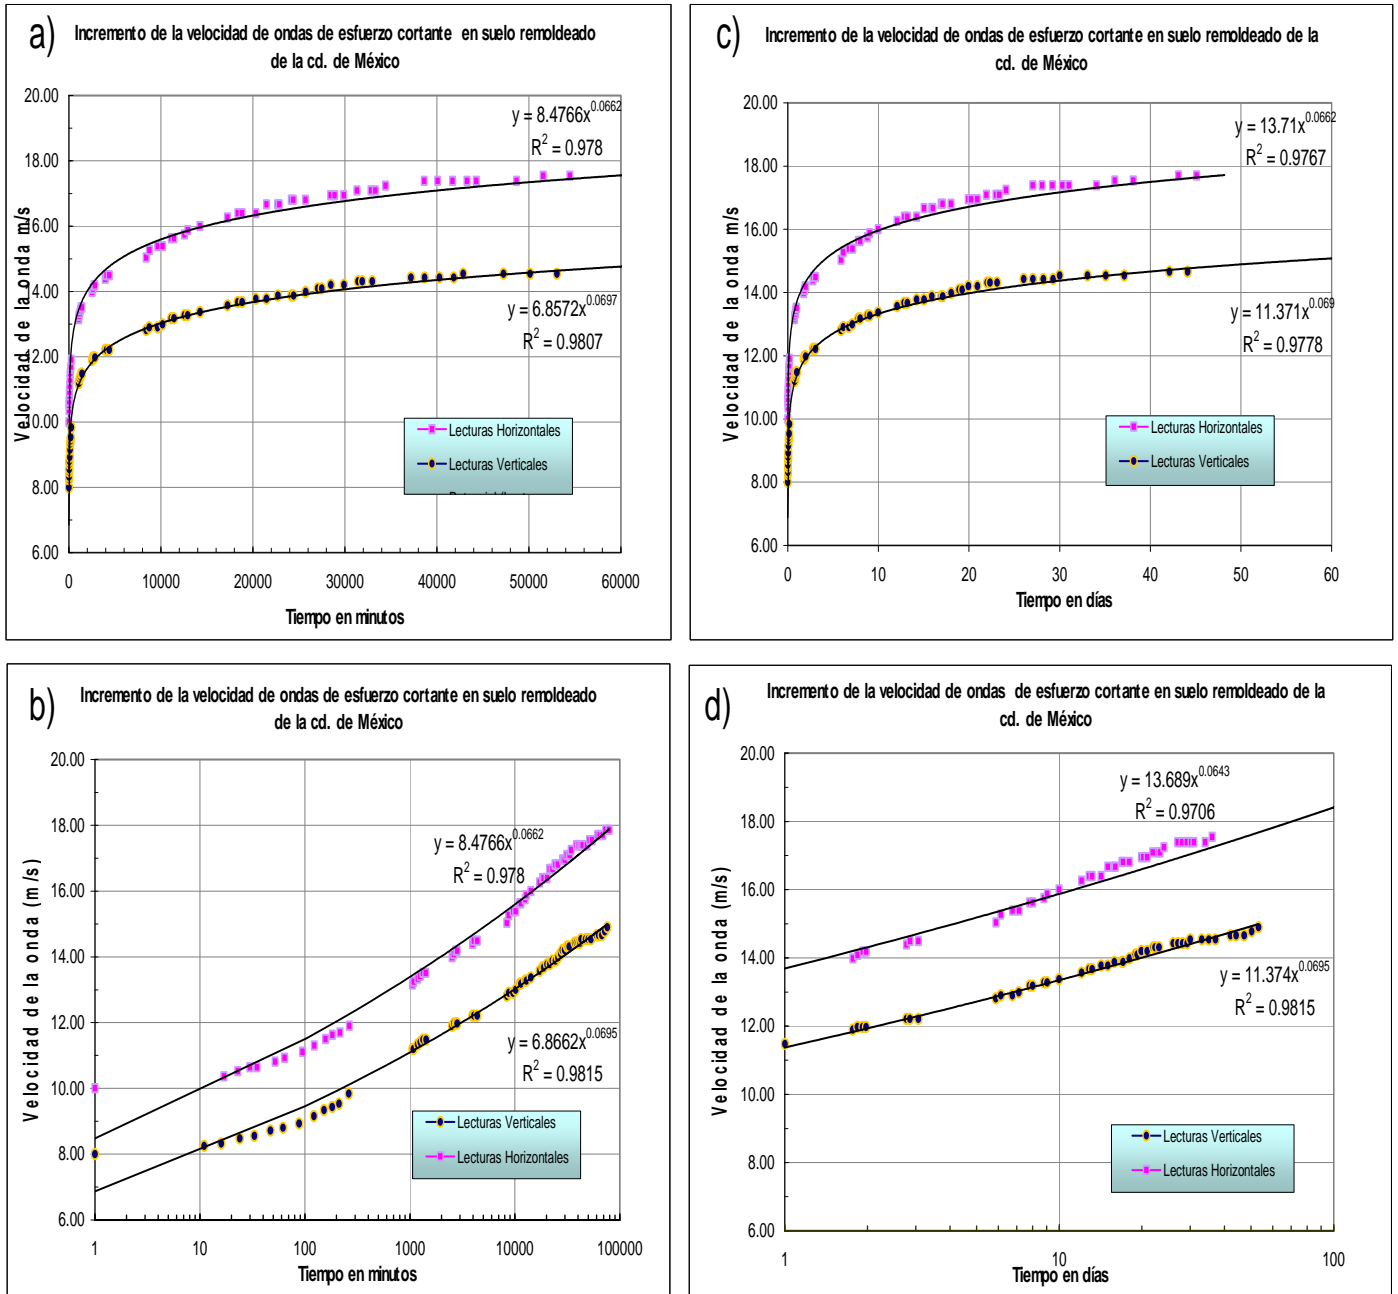 a)
Incremento de la velocidad de ondas de esfuerzo cortante en suelo remoldeado
de la cd. de México
20.00
18.00
16.00
14.00
12.00
10.00
8.00
6.00
Velocidad de la onda m/s
y = 8.4766x^0.0662
R² = 0.978
y = 6.8572x^0.0697
R² = 0.9807
Lecturas Horizontales
Lecturas Verticales
0 10000 20000 30000 40000 50000 60000
Tiempo en minutos
c)
Incremento de la velocidad de ondas de esfuerzo cortante en suelo remoldeado de la
cd. de México
20.00
18.00
16.00
14.00
12.00
10.00
8.00
6.00
Velocidad de la onda m/s
y = 13.71x^0.0662
R² = 0.9767
y = 11.371x^0.069
R² = 0.9778
Lecturas Horizontales
Lecturas Verticales
0 10 20 30 40 50 60
Tiempo en días
b)
Incremento de la velocidad de ondas de esfuerzo cortante en suelo remoldeado
de la cd. de México
20.00
18.00
16.00
14.00
12.00
10.00
8.00
6.00
Velocidad de la onda (m/s)
y = 8.4766x^0.0662
R² = 0.978
y = 6.8662x^0.0695
R² = 0.9815
Lecturas Verticales
Lecturas Horizontales
1 10 100 1000 10000 100000
Tiempo en minutos
d)
Incremento de la velocidad de ondas de esfuerzo cortante en suelo remoldeado de la
cd. de México
20.00
18.00
16.00
14.00
12.00
10.00
8.00
6.00
Velocidad de la onda (m/s)
y = 13.689x^0.0643
R² = 0.9706
y = 11.374x^0.0695
R² = 0.9815
Lecturas Verticales
Lecturas Horizontales
1 10 100
Tiempo en días